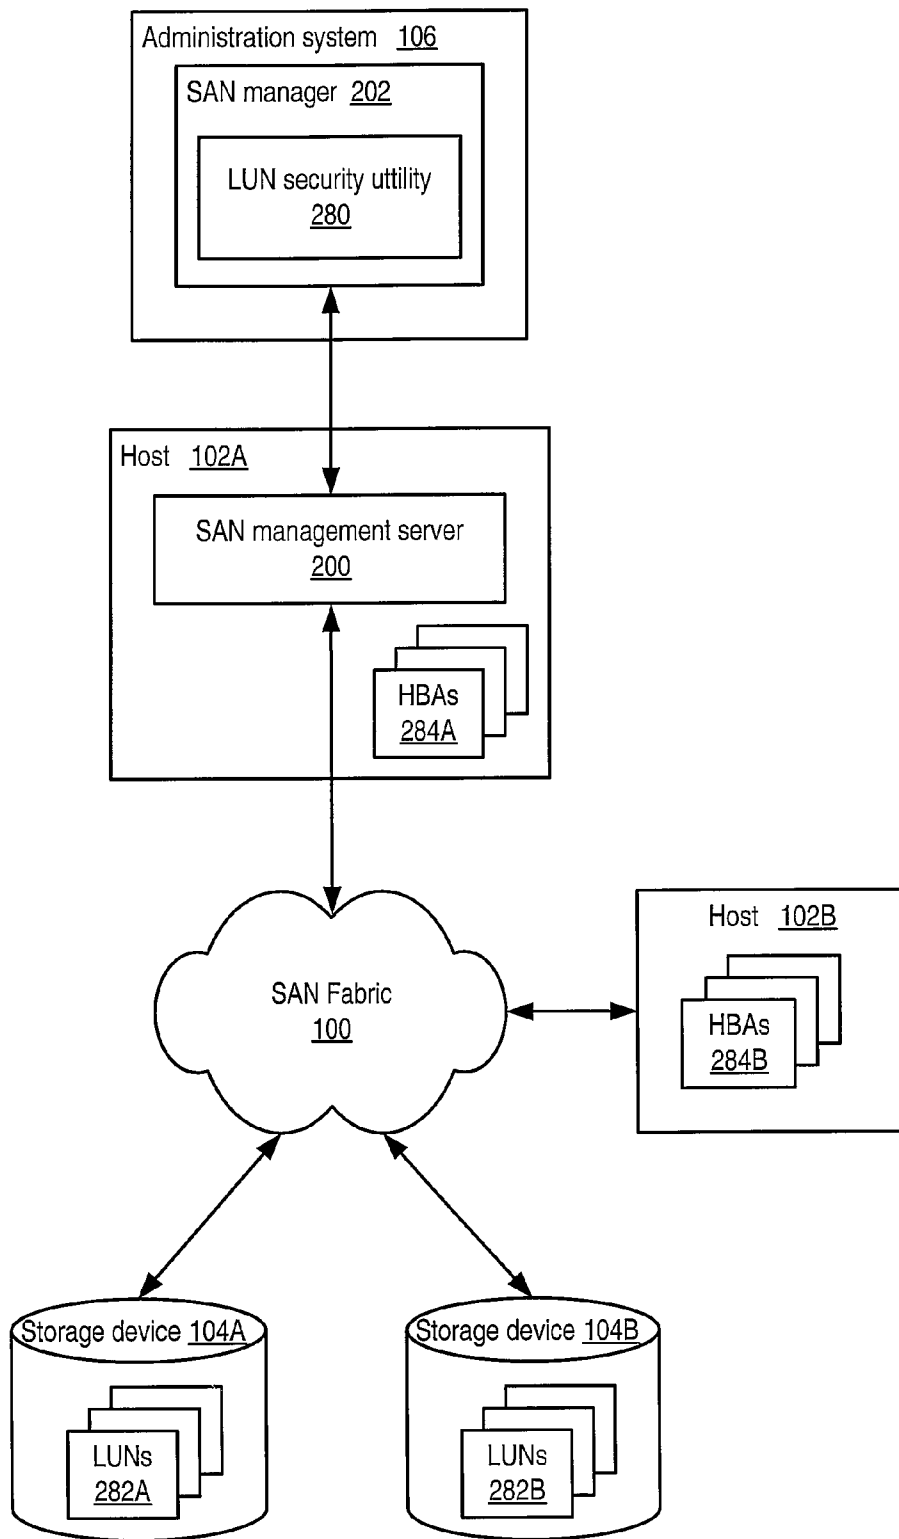 Administration system 106
SAN manager 202
LUN security uttility
280
Host 102A
SAN management server
200
HBAs
284A
SAN Fabric
100
Host 102B
HBAs
284B
Storage device 104A
LUNs
282A
Storage device 104B
LUNs
282B